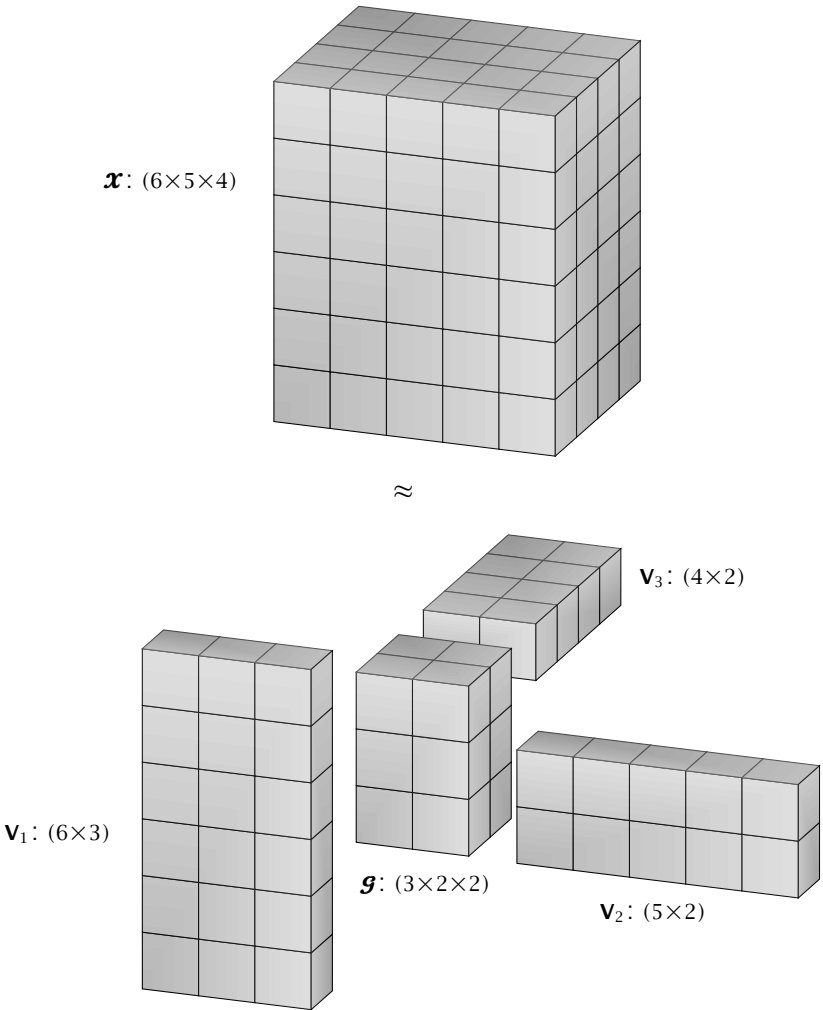 𝒙: (6×5×4)
≈
V₃: (4×2)
V₁: (6×3)
𝒢: (3×2×2)
V₂: (5×2)